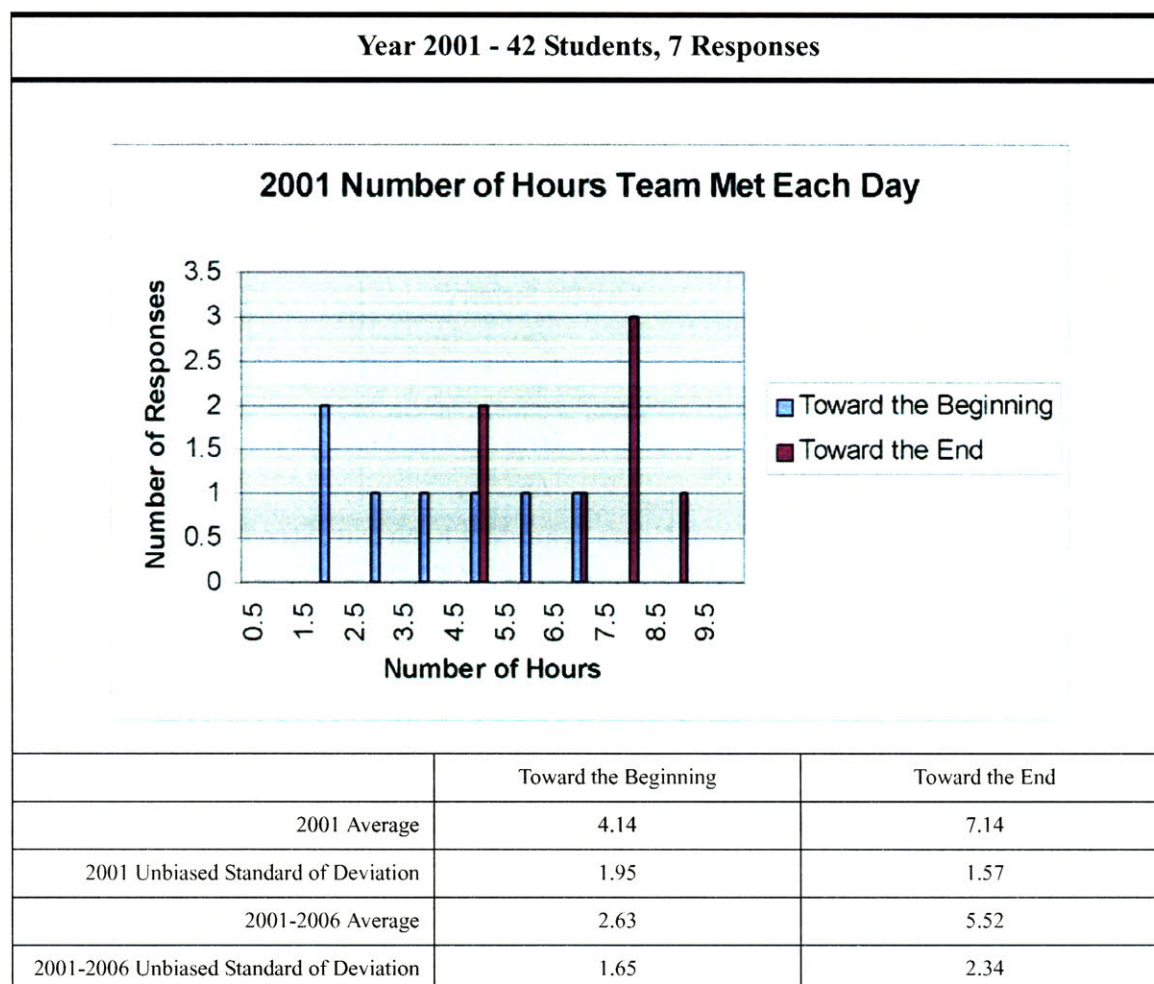 Year 2001 - 42 Students, 7 Responses
2001 Number of Hours Team Met Each Day
Number of Responses
3.5
3
2.5
2
1.5
1
0.5
0
0.5
1.5
2.5
3.5
4.5
5.5
6.5
7.5
8.5
9.5
Number of Hours
Toward the Beginning
Toward the End
Toward the Beginning Toward the End
2001 Average 4.14 7.14
2001 Unbiased Standard of Deviation 1.95 1.57
2001-2006 Average 2.63 5.52
2001-2006 Unbiased Standard of Deviation 1.65 2.34